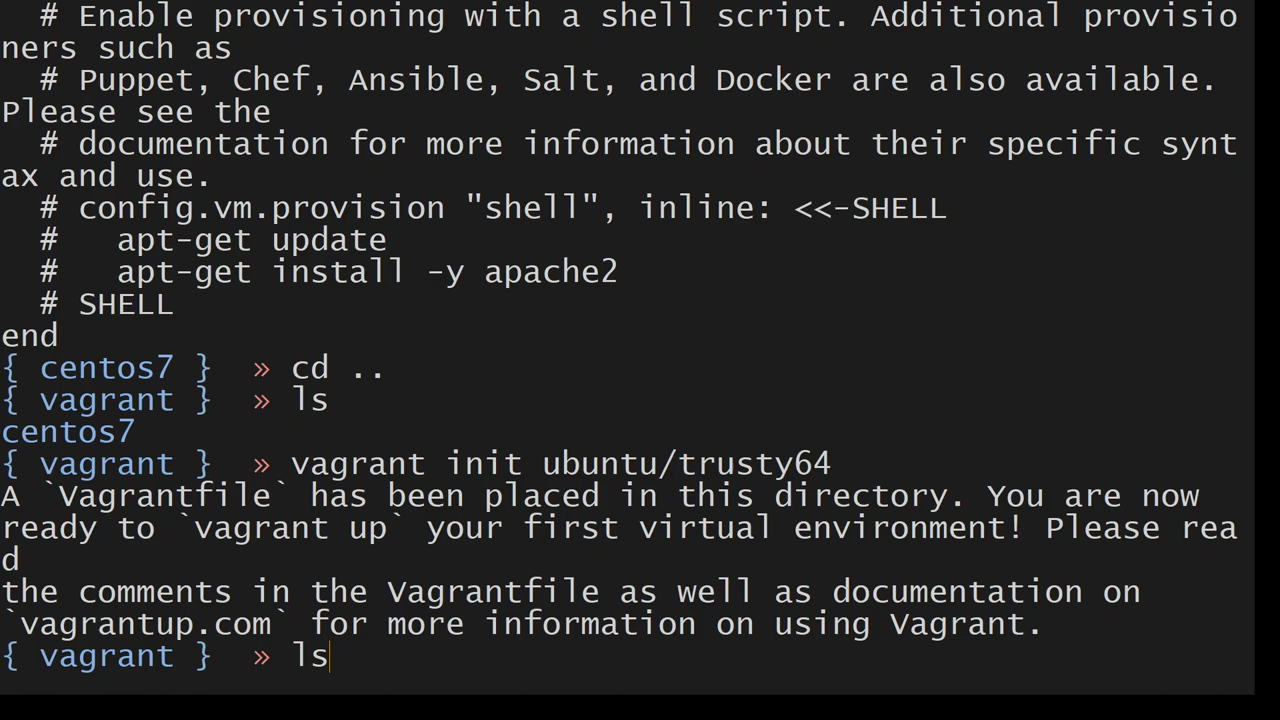 # Enable provisioning with a shell script. Additional provisio
ners such as
  # Puppet, Chef, Ansible, Salt, and Docker are also available.
Please see the
  # documentation for more information about their specific synt
ax and use.
  # config.vm.provision "shell", inline: <<-SHELL
  #   apt-get update
  #   apt-get install -y apache2
  # SHELL
end
{ centos7 }  » cd ..
{ vagrant }  » ls
centos7
{ vagrant }  » vagrant init ubuntu/trusty64
A `Vagrantfile` has been placed in this directory. You are now
ready to `vagrant up` your first virtual environment! Please rea
d
the comments in the Vagrantfile as well as documentation on
`vagrantup.com` for more information on using Vagrant.
{ vagrant }  » ls